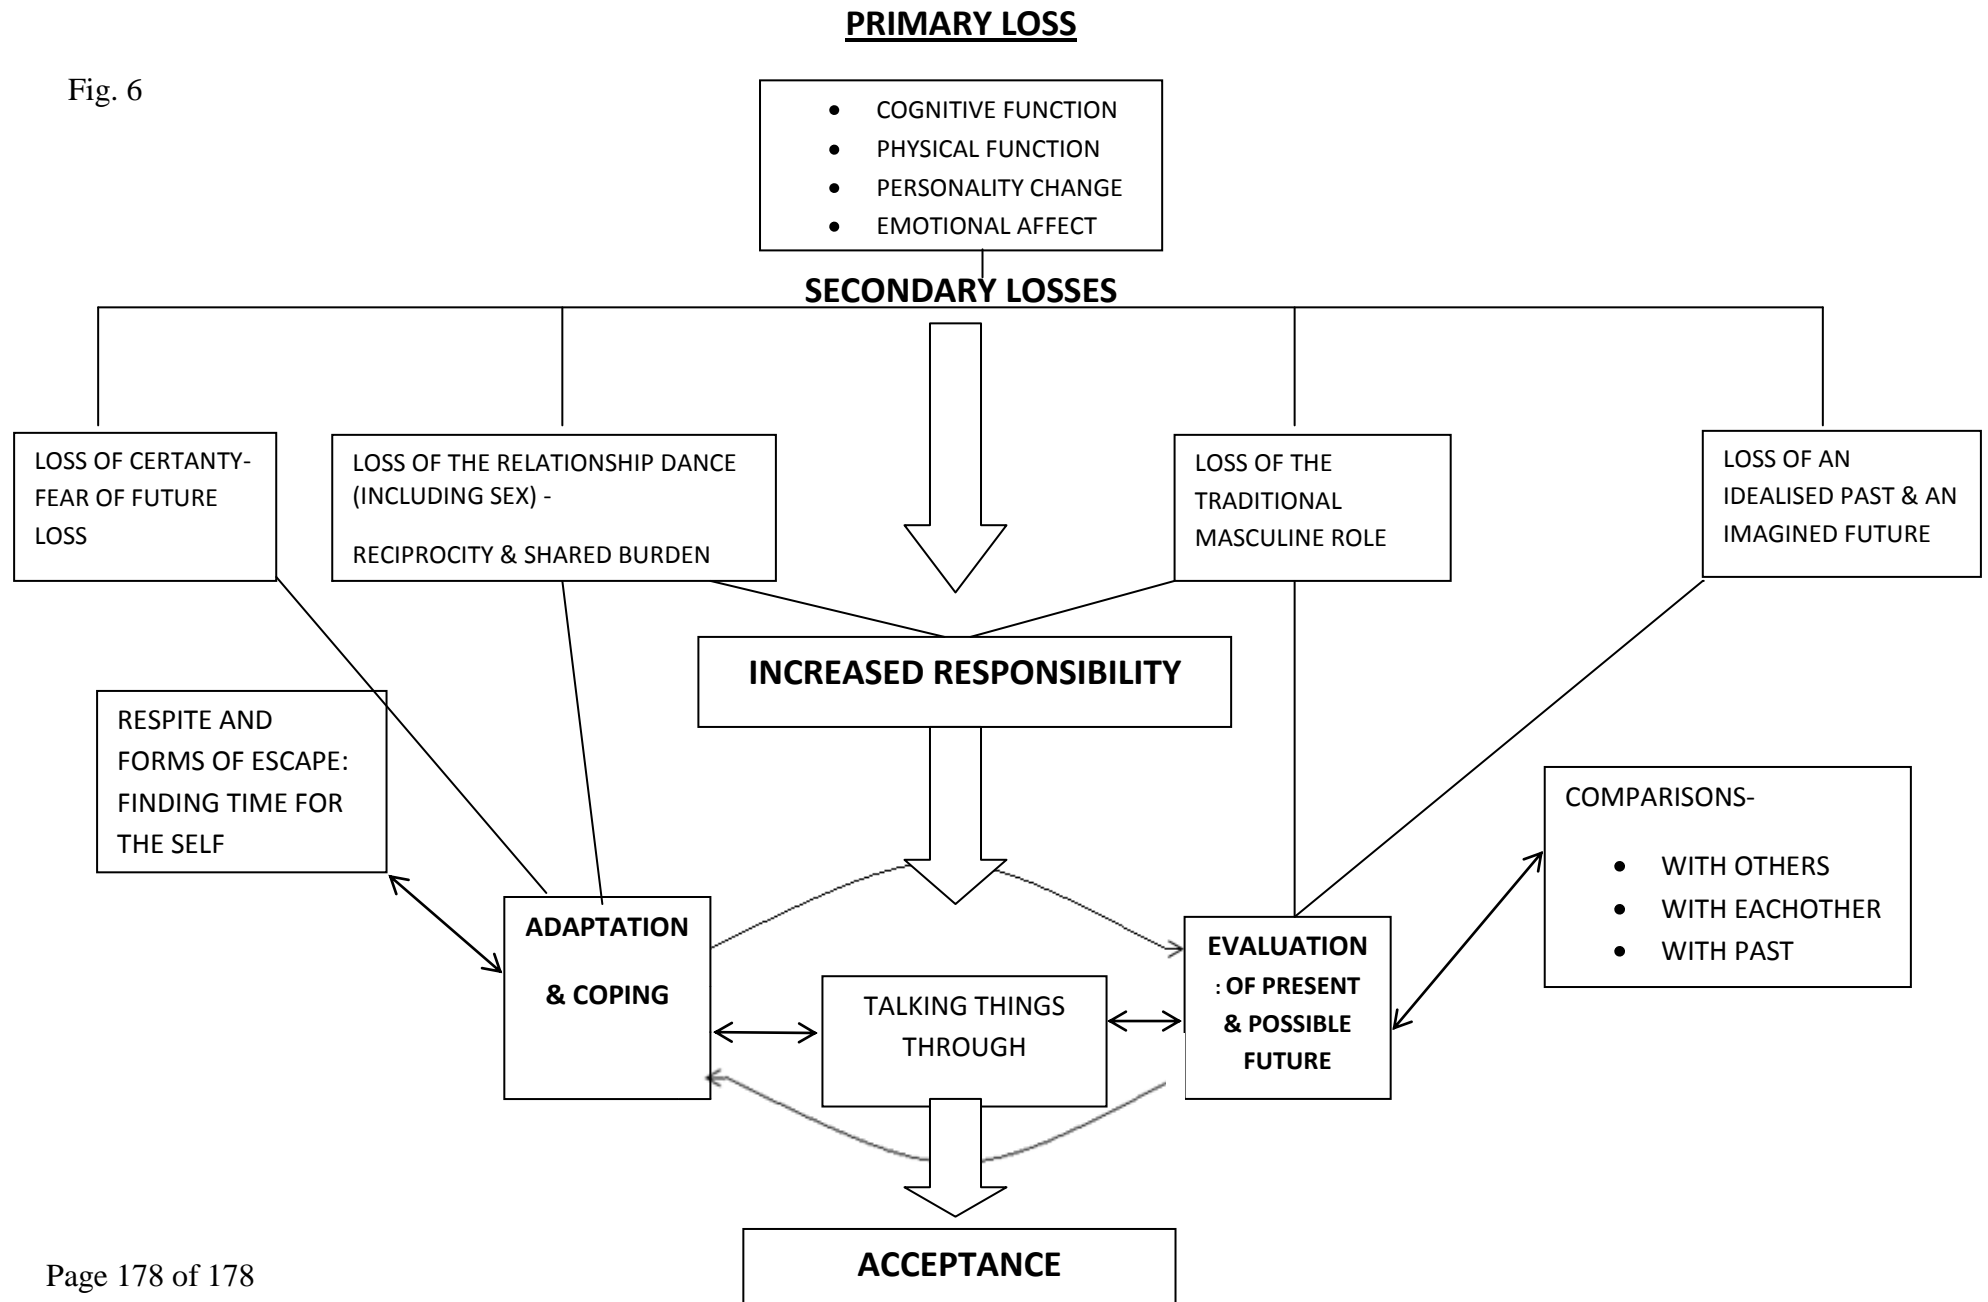 PRIMARY LOSS
Fig. 6
• COGNITIVE FUNCTION
• PHYSICAL FUNCTION
• PERSONALITY CHANGE
• EMOTIONAL AFFECT
SECONDARY LOSSES
LOSS OF CERTANTY-
FEAR OF FUTURE
LOSS
LOSS OF THE RELATIONSHIP DANCE
(INCLUDING SEX) -
RECIPROCITY & SHARED BURDEN
LOSS OF THE
TRADITIONAL
MASCULINE ROLE
LOSS OF AN
IDEALISED PAST & AN
IMAGINED FUTURE
INCREASED RESPONSIBILITY
RESPITE AND
FORMS OF ESCAPE:
FINDING TIME FOR
THE SELF
COMPARISONS-
• WITH OTHERS
• WITH EACHOTHER
• WITH PAST
ADAPTATION
& COPING
TALKING THINGS
THROUGH
EVALUATION
: OF PRESENT
& POSSIBLE
FUTURE
ACCEPTANCE
Page 178 of 178